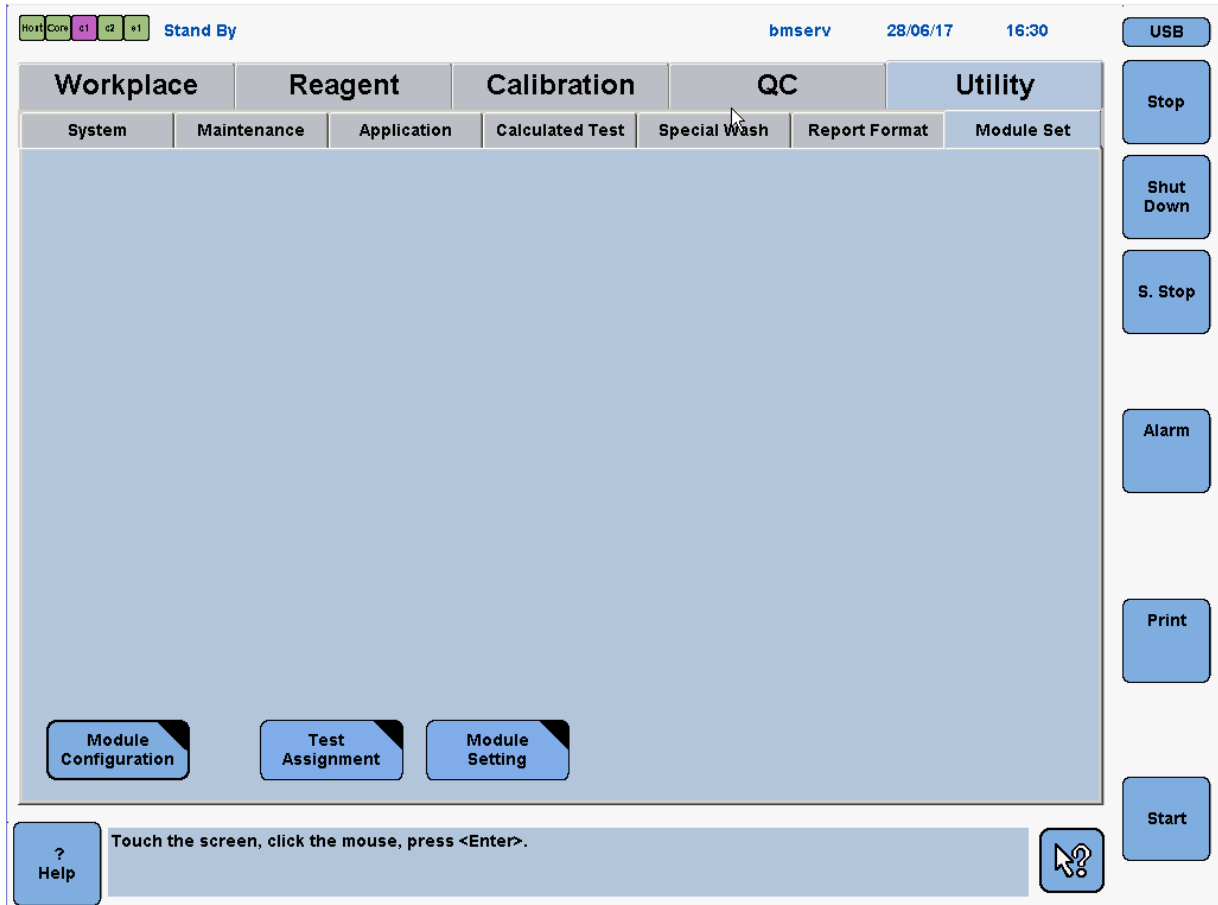 Host Core c1 c2 e1 Stand By bmserv 28/06/17 16:30 USB
Workplace Reagent Calibration QC Utility
Stop
System Maintenance Application Calculated Test Special Wash Report Format Module Set
Shut
Down
S. Stop
Alarm
Print
Module
Configuration
Test
Assignment
Module
Setting
Start
?
Help
Touch the screen, click the mouse, press <Enter>.
?